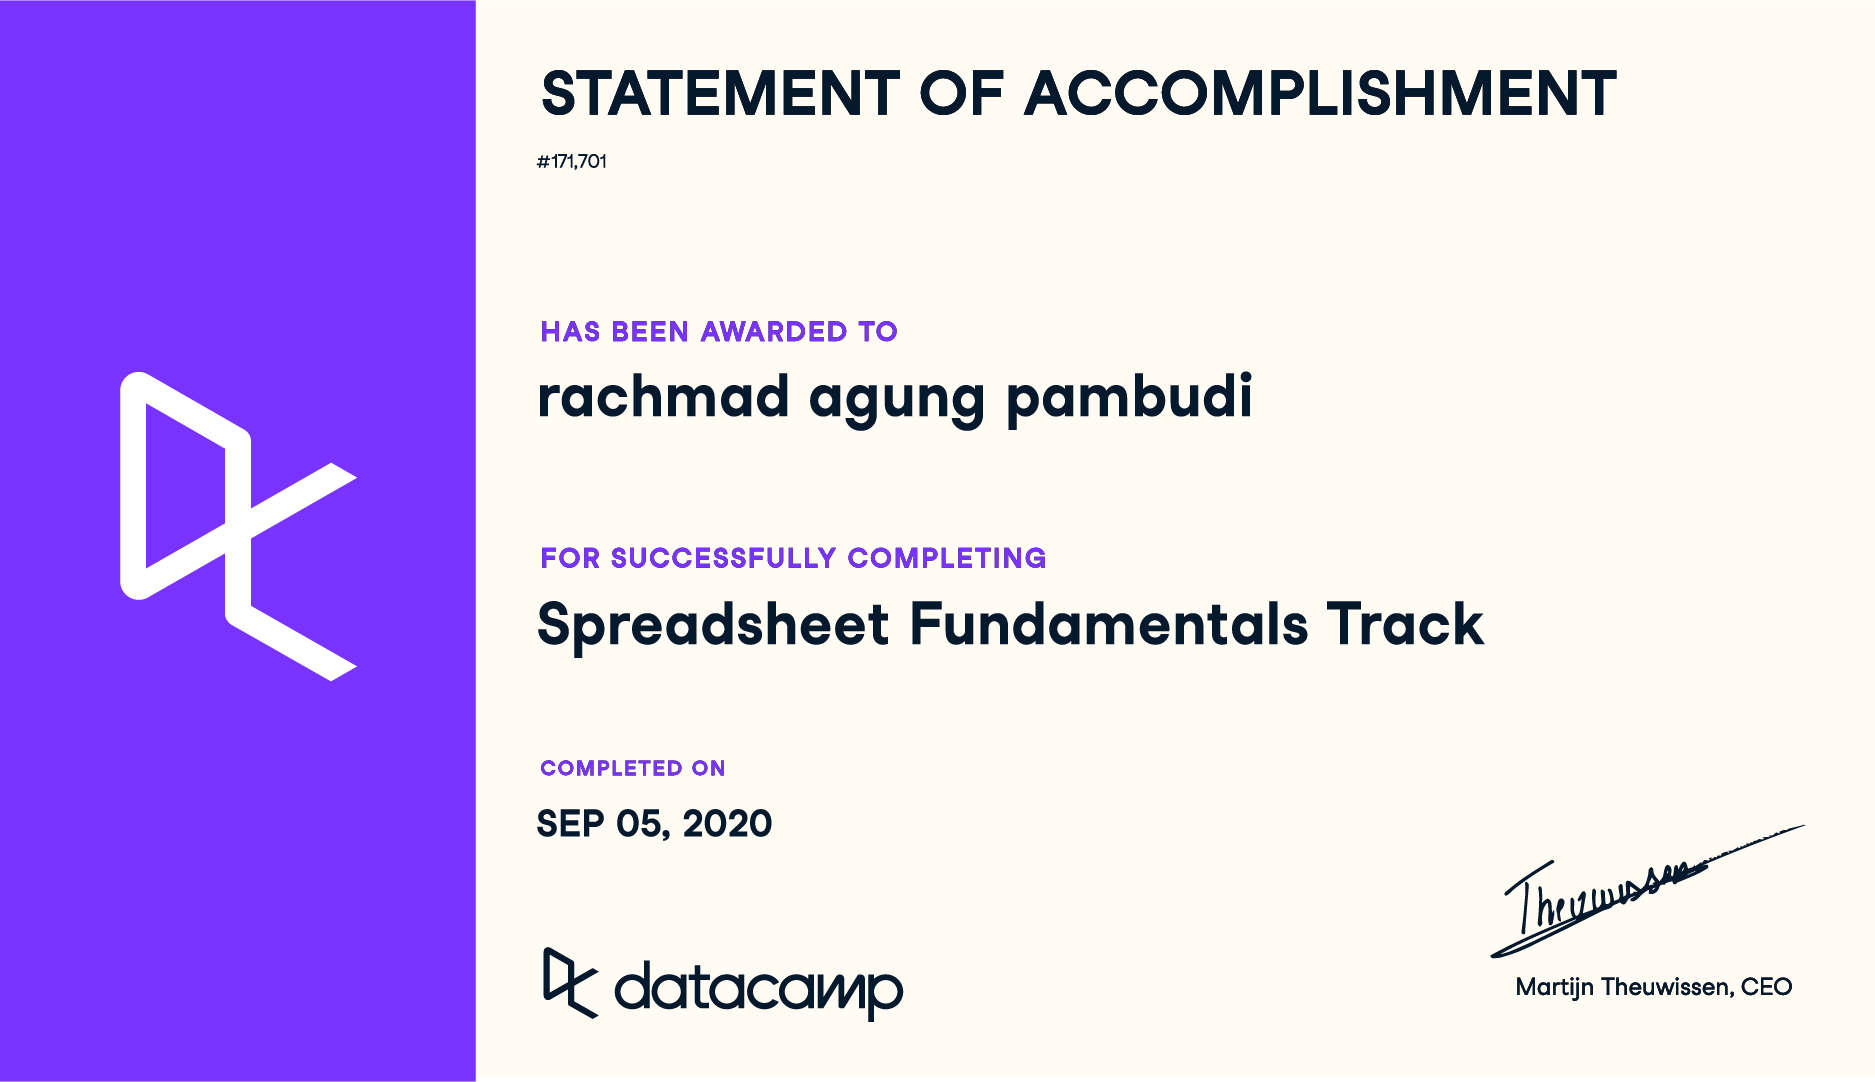 STATEMENT OF ACCOMPLISHMENT
#171,701
HAS BEEN AWARDED TO
rachmad agung pambudi
FOR SUCCESSFULLY COMPLETING
Spreadsheet Fundamentals Track
COMPLETED ON
SEP 05, 2020
Theuwissen
datacamp
Martijn Theuwissen, CEO